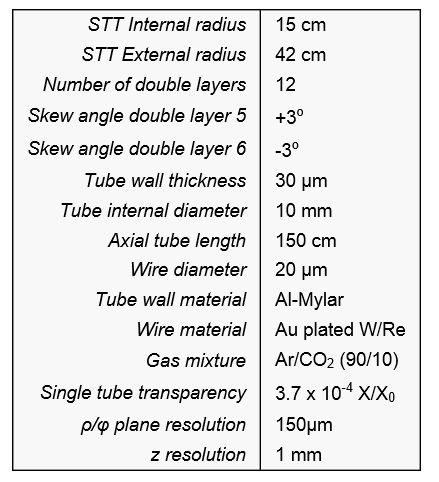 STT Internal radius 15 cm
STT External radius 42 cm
Number of double layers 12
Skew angle double layer 5 +3º
Skew angle double layer 6 -3º
Tube wall thickness 30 µm
Tube internal diameter 10 mm
Axial tube length 150 cm
Wire diameter 20 µm
Tube wall material Al-Mylar
Wire material Au plated W/Re
Gas mixture Ar/CO₂ (90/10)
Single tube transparency 3.7 x 10⁻⁴ X/X₀
ρ/φ plane resolution 150µm
z resolution 1 mm